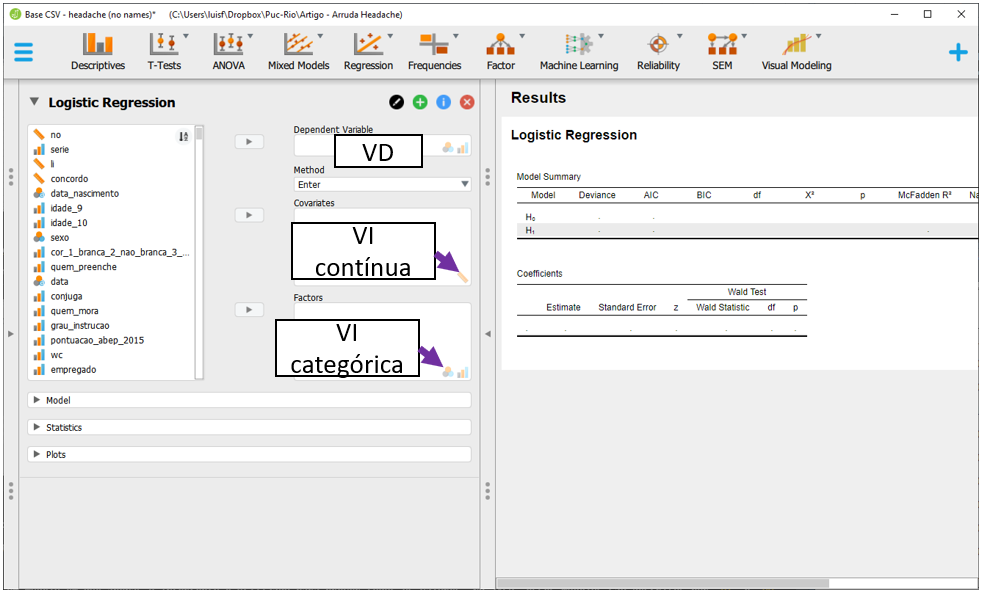 Base CSV - headache (no names)* (C:\Users\luisf\Dropbox\Puc-Rio\Artigo - Arruda Headache)
Descriptives T-Tests ANOVA Mixed Models Regression Frequencies Factor Machine Learning Reliability SEM Visual Modeling
Logistic Regression
no
serie
li
concordo
data_nascimento
idade_9
idade_10
sexo
cor_1_branca_2_nao_branca_3_...
quem_preenche
data
conjuga
quem_mora
grau_instrucao
pontuacao_abep_2015
wc
empregado
Dependent Variable
VD
Method
Enter
Covariates
VI
contínua
Factors
VI
categórica
Model
Statistics
Plots
Results
Logistic Regression
Model Summary
Model Deviance AIC BIC df X² p McFadden R² Na
H₀ . .
H₁ . . .
Coefficients
Wald Test
Estimate Standard Error z Wald Statistic df p
. . . . . . .